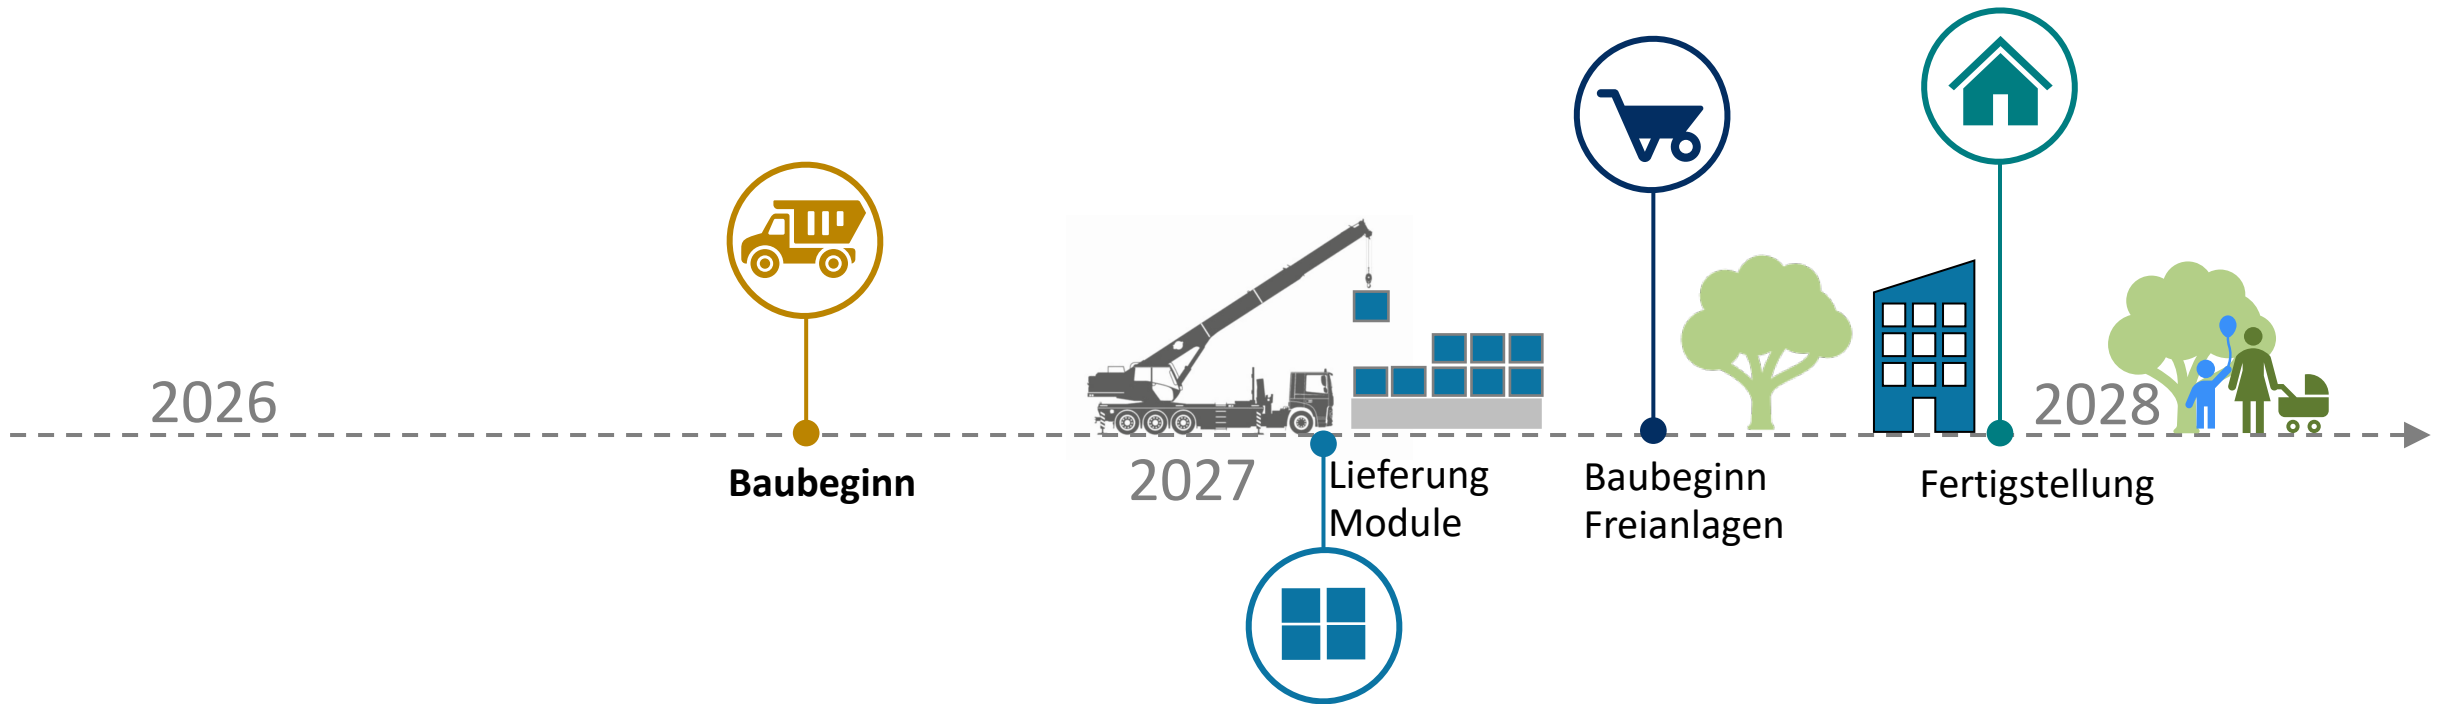 2026
Baubeginn
2027
Lieferung
Module
Baubeginn
Freianlagen
Fertigstellung
2028